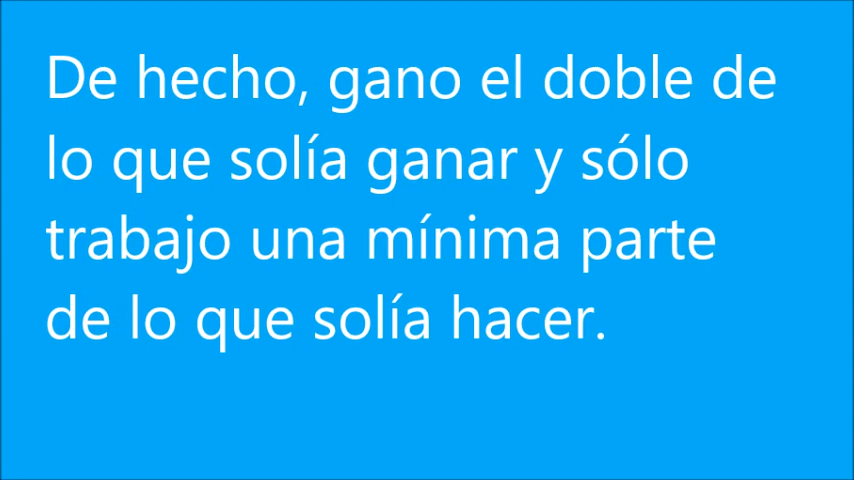 De hecho, gano el doble de
lo que solía ganar y sólo
trabajo una mínima parte
de lo que solía hacer.